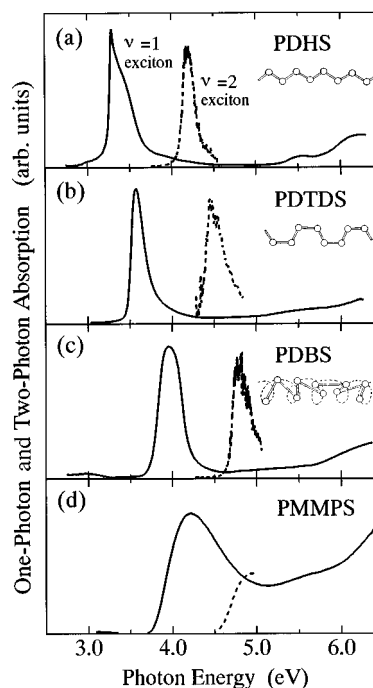 One-Photon and Two-Photon Absorption (arb. units)
(a)
ν =1
exciton
ν =2
exciton
PDHS
(b)
PDTDS
(c)
PDBS
(d)
PMMPS
3.0 4.0 5.0 6.0
Photon Energy (eV)